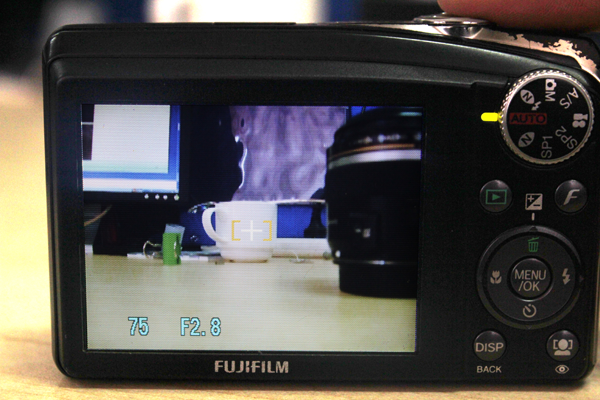 M
A/S
AUTO
SP1
SP2
F
MENU
/OK
DISP
BACK
75 F2.8
FUJIFILM